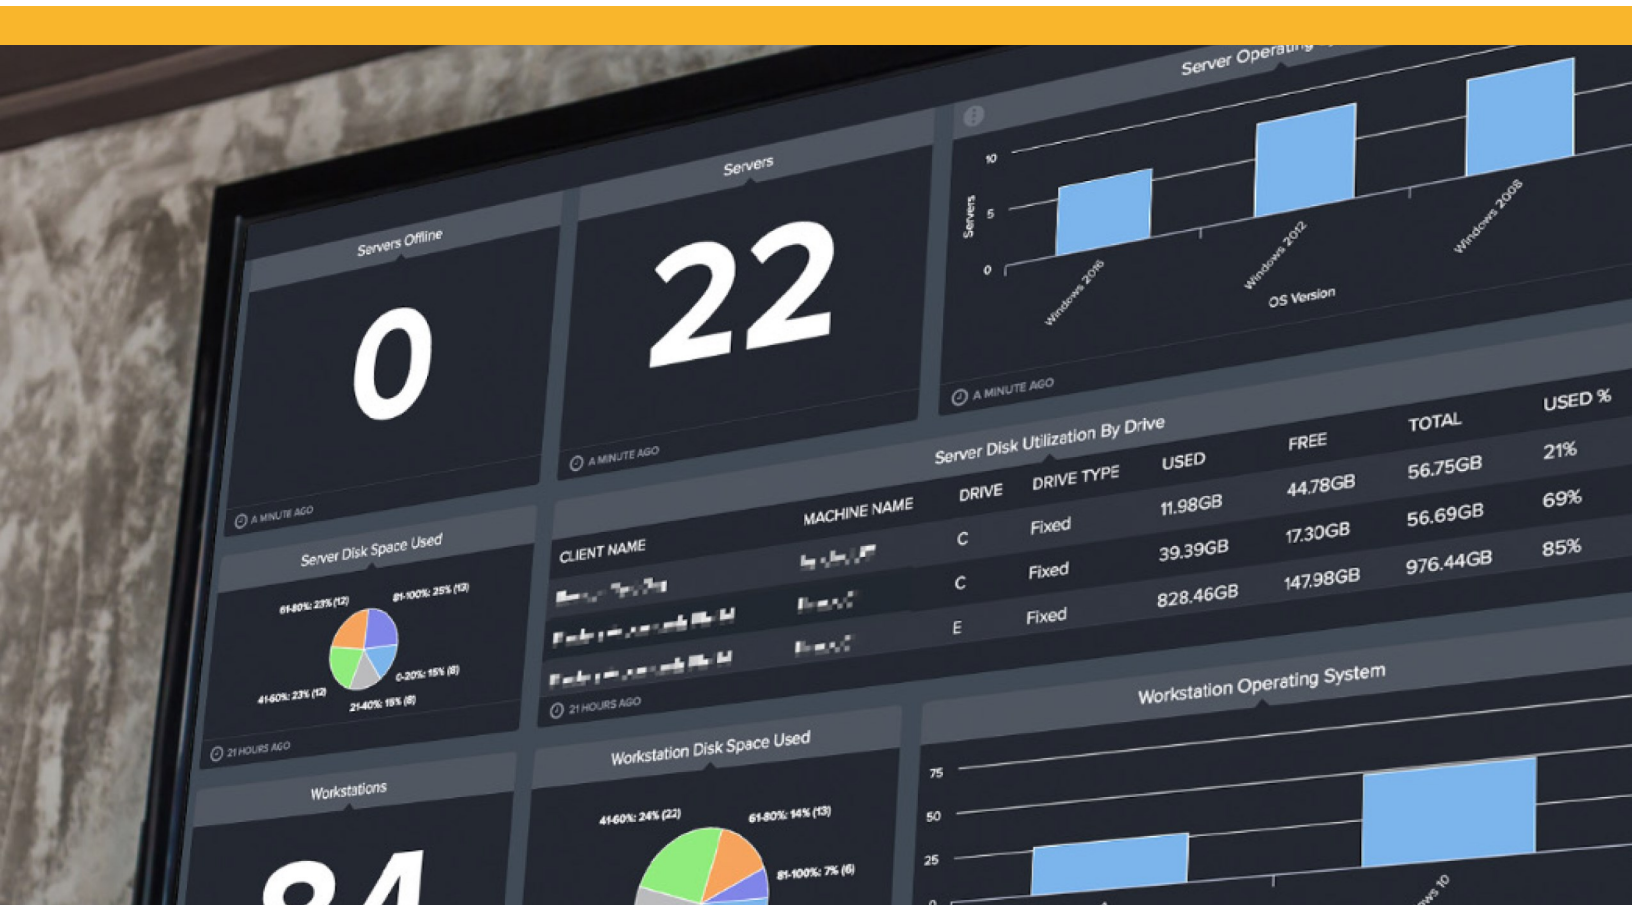 Server Operating
Servers Offline
0
A MINUTE AGO
Servers
22
A MINUTE AGO
10
5
0
Servers
Windows 2016
Windows 2012
Windows 2008
OS Version
A MINUTE AGO
Server Disk Space Used
61-80%: 23% (12)
81-100%: 25% (13)
0-20%: 15% (8)
21-40%: 15% (8)
41-60%: 23% (12)
21 HOURS AGO
Server Disk Utilization By Drive
CLIENT NAME MACHINE NAME DRIVE DRIVE TYPE USED FREE TOTAL USED %
C Fixed 11.98GB 44.78GB 56.75GB 21%
C Fixed 39.39GB 17.30GB 56.69GB 69%
E Fixed 828.46GB 147.98GB 976.44GB 85%
21 HOURS AGO
Workstations
84
Workstation Disk Space Used
41-60%: 24% (22)
61-80%: 14% (13)
81-100%: 7% (6)
Workstation Operating System
75
50
25
0
10